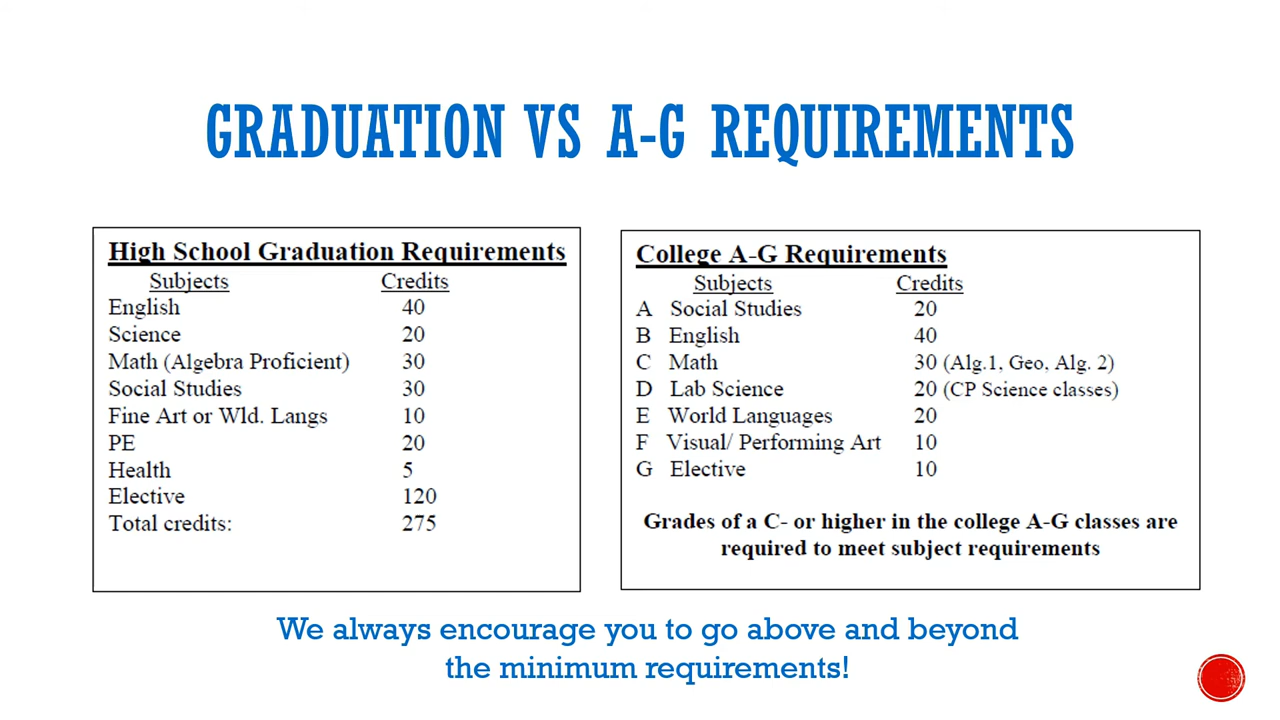 GRADUATION VS A-G REQUIREMENTS
High School Graduation Requirements
Subjects Credits
English 40
Science 20
Math (Algebra Proficient) 30
Social Studies 30
Fine Art or Wld. Langs 10
PE 20
Health 5
Elective 120
Total credits: 275
College A-G Requirements
Subjects Credits
A Social Studies 20
B English 40
C Math 30 (Alg.1, Geo, Alg. 2)
D Lab Science 20 (CP Science classes)
E World Languages 20
F Visual/ Performing Art 10
G Elective 10
Grades of a C- or higher in the college A-G classes are
required to meet subject requirements
We always encourage you to go above and beyond
the minimum requirements!